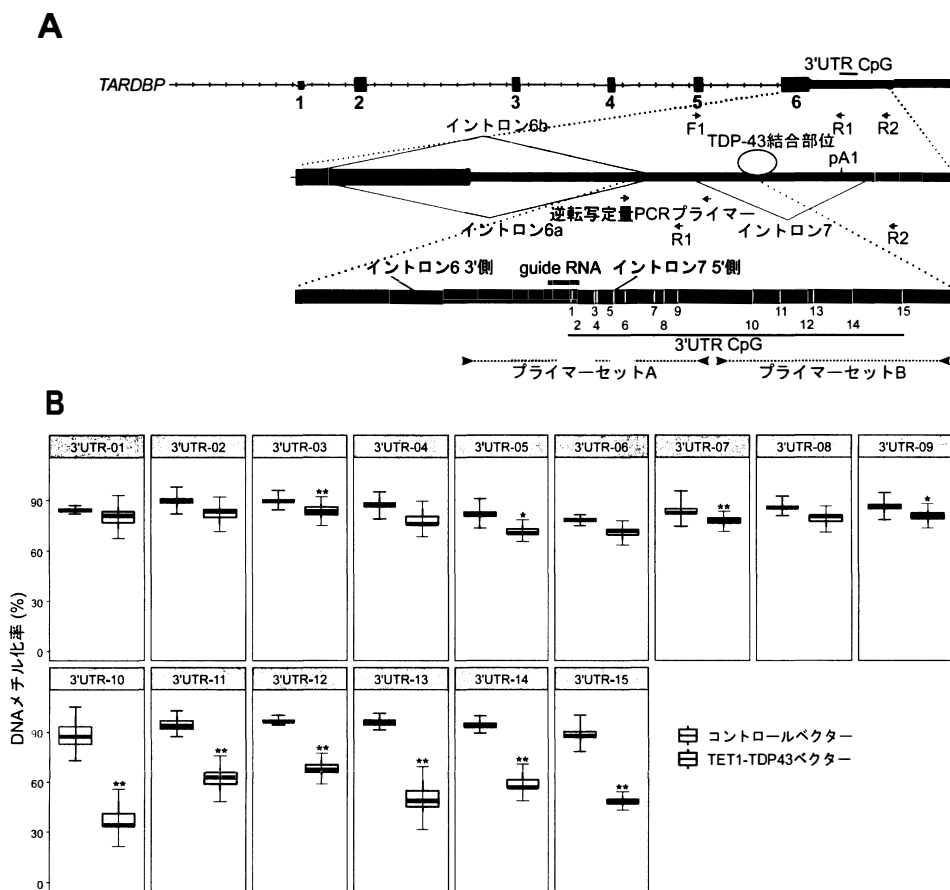 A
3'UTR CpG
TARDBP
1 2 3 4 5 6
イントロン6b
F1 R1 R2
TDP-43結合部位
pA1
逆転写定量PCRプライマー
イントロン6a
イントロン7
R1 R2
イントロン6 3'側 guide RNA イントロン7 5'側
1 3 5 7 9 11 13 15
2 4 6 8 10 12 14
3'UTR CpG
プライマーセットA プライマーセットB
B
3'UTR-01 3'UTR-02 3'UTR-03 3'UTR-04 3'UTR-05 3'UTR-06 3'UTR-07 3'UTR-08 3'UTR-09
90
** * ** *
60
30
0
DNAメチル化率 (%)
3'UTR-10 3'UTR-11 3'UTR-12 3'UTR-13 3'UTR-14 3'UTR-15
90
** ** ** ** ** **
60
30
0
コントロールベクター
TET1-TDP43ベクター